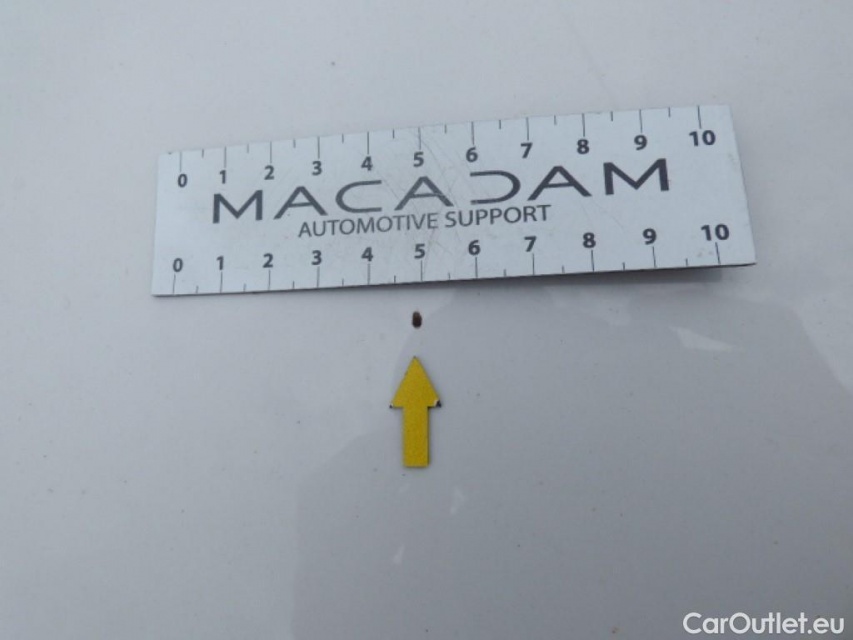 0 1 2 3 4 5 6 7 8 9 10
MACADAM
AUTOMOTIVE SUPPORT
0 1 2 3 4 5 6 7 8 9 10
CarOutlet.eu